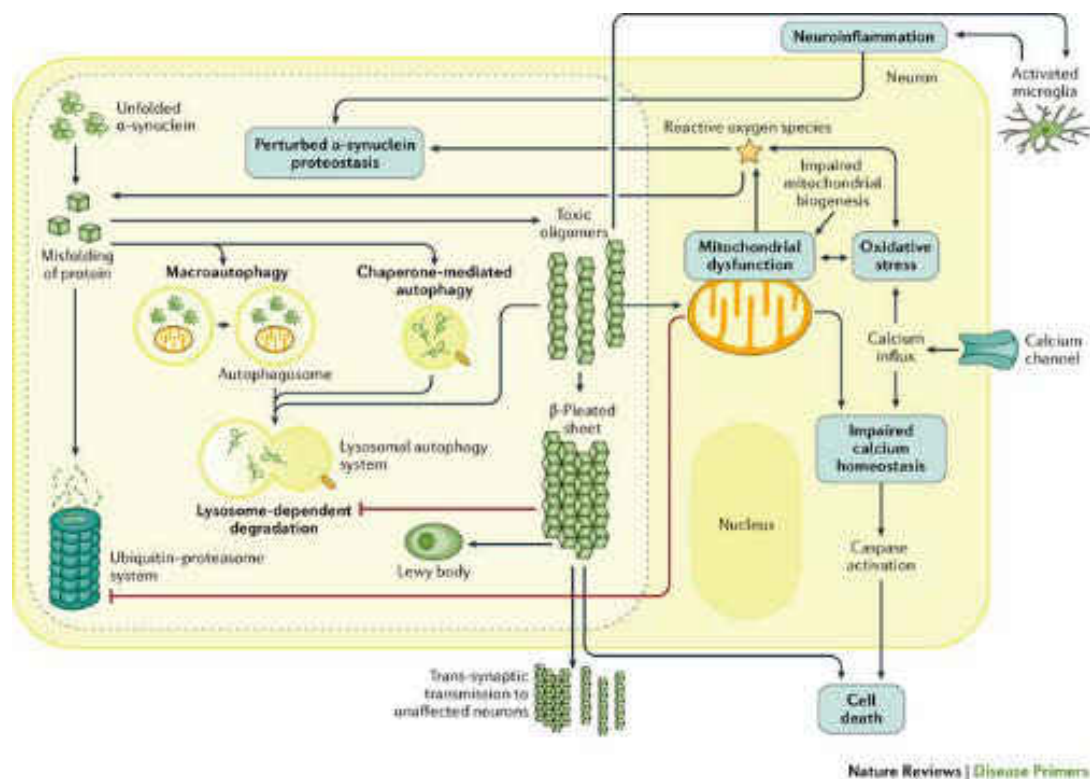 Neuroinflammation
Neuron
Activated
microglia
Unfolded
α-synuclein
Perturbed α-synuclein
proteostasis
Reactive oxygen species
Impaired
mitochondrial
biogenesis
Misfolding
of protein
Toxic
oligomers
Mitochondrial
dysfunction
Oxidative
stress
Macroautophagy
Chaperone-mediated
autophagy
Autophagosome
Calcium
influx
Calcium
channel
β-Pleated
sheet
Lysosomal autophagy
system
Impaired
calcium
homeostasis
Lysosome-dependent
degradation
Nucleus
Ubiquitin-proteasome
system
Lewy body
Caspase
activation
Trans-synaptic
transmission to
unaffected neurons
Cell
death
Nature Reviews | Disease Primers